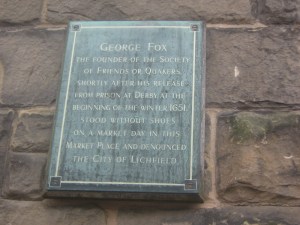 GEORGE FOX
THE FOUNDER OF THE SOCIETY
OF FRIENDS OR QUAKERS
SHORTLY AFTER HIS RELEASE
FROM PRISON AT DERBY AT THE
BEGINNING OF THE WINTER 1651.
STOOD WITHOUT SHOES
ON A MARKET DAY IN THIS
MARKET PLACE AND DENOUNCED
THE CITY OF LICHFIELD.